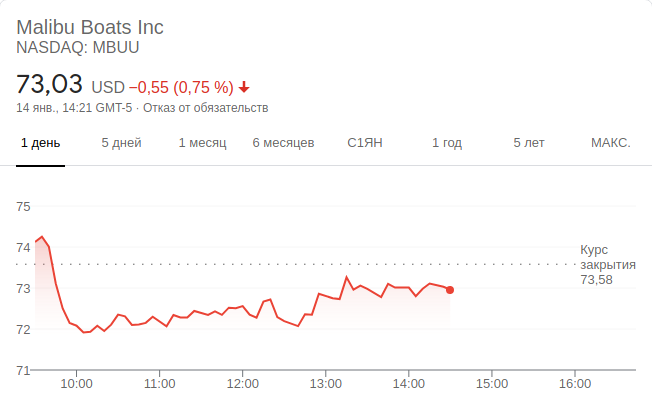 Malibu Boats Inc
NASDAQ: MBUU
73,03 USD −0,55 (0,75 %)
14 янв., 14:21 GMT-5 · Отказ от обязательств
1 день 5 дней 1 месяц 6 месяцев С1ЯН 1 год 5 лет МАКС.
75
74
73
72
71
Курс
закрытия
73,58
10:00 11:00 12:00 13:00 14:00 15:00 16:00